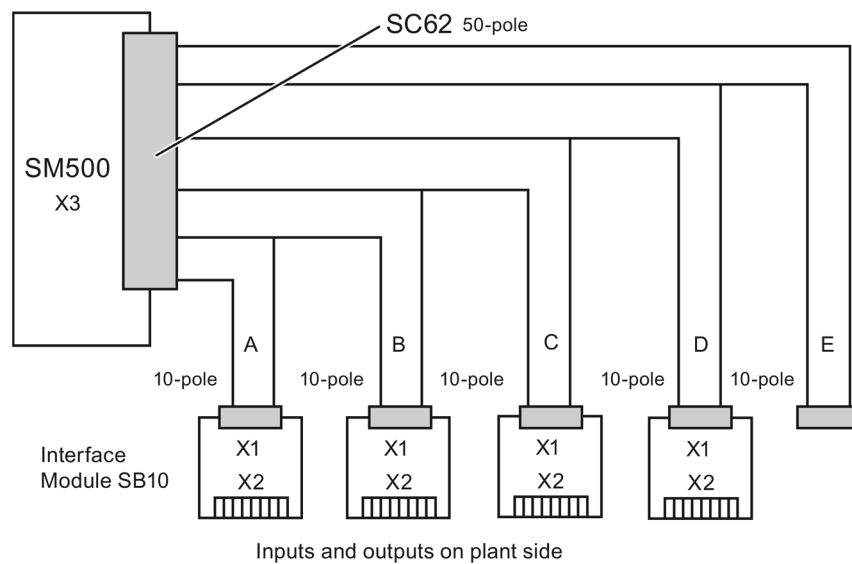 SC62 50-pole
SM500
X3
A
B
C
D
E
10-pole
10-pole
10-pole
10-pole
10-pole
X1
X1
X1
X1
Interface
Module SB10
X2
X2
X2
X2
Inputs and outputs on plant side